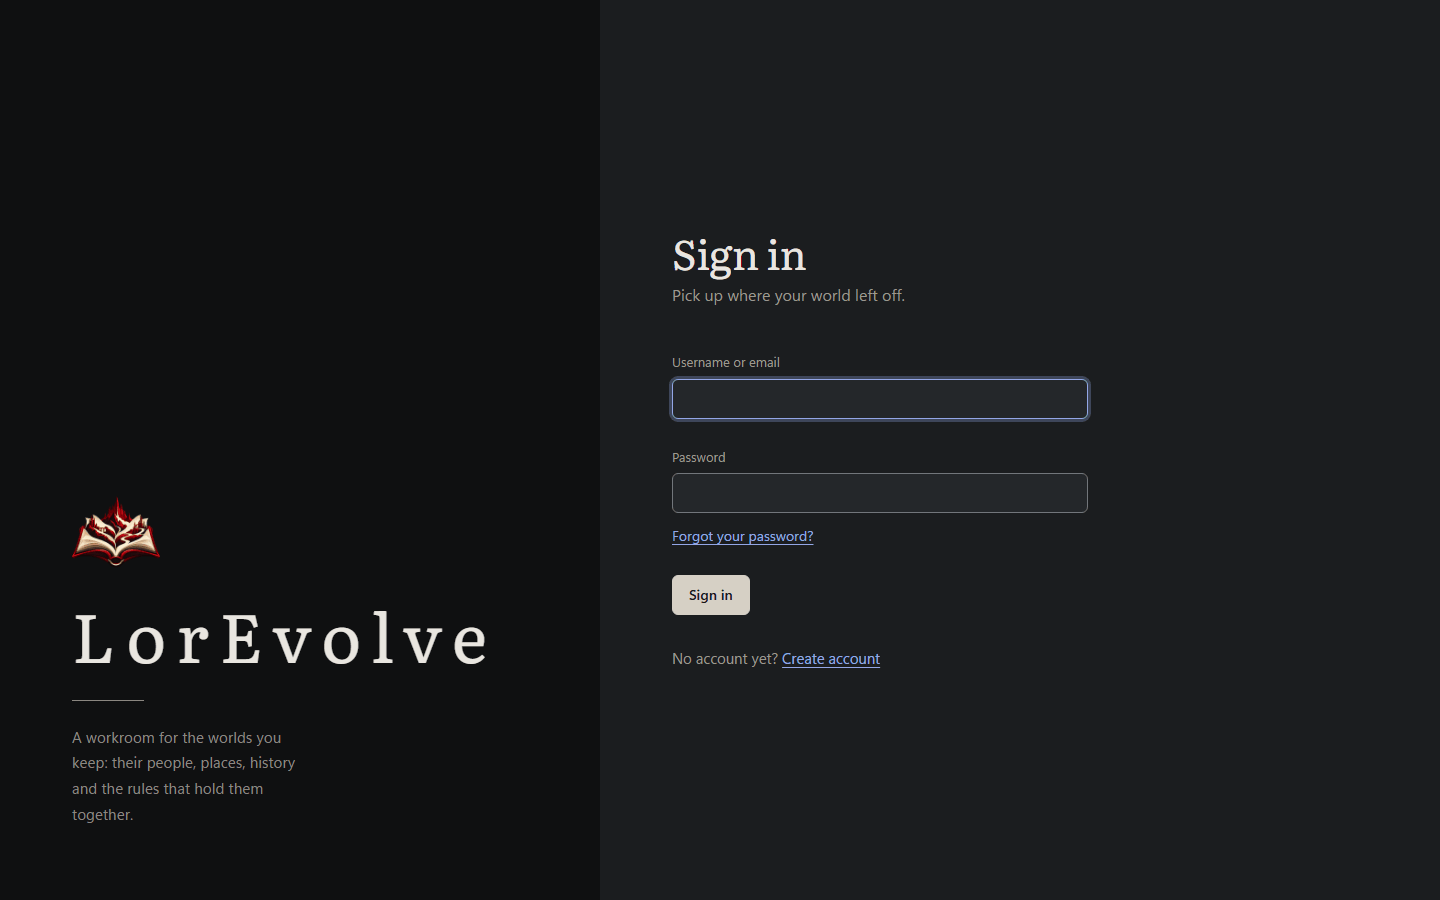 LorEvolve
A workroom for the worlds you
keep: their people, places, history
and the rules that hold them
together.
Sign in
Pick up where your world left off.
Username or email
Password
Forgot your password?
Sign in
No account yet? Create account